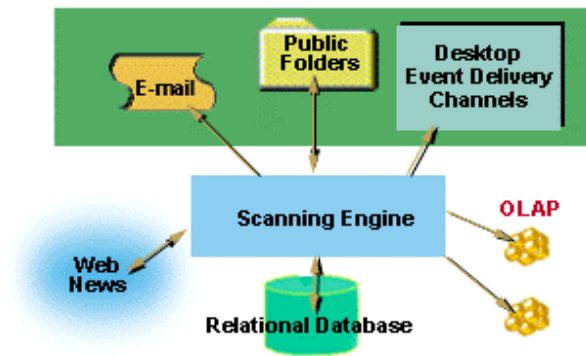 Public
Folders
Desktop
Event Delivery
Channels
E-mail
Scanning Engine
OLAP
Web
News
Relational Database